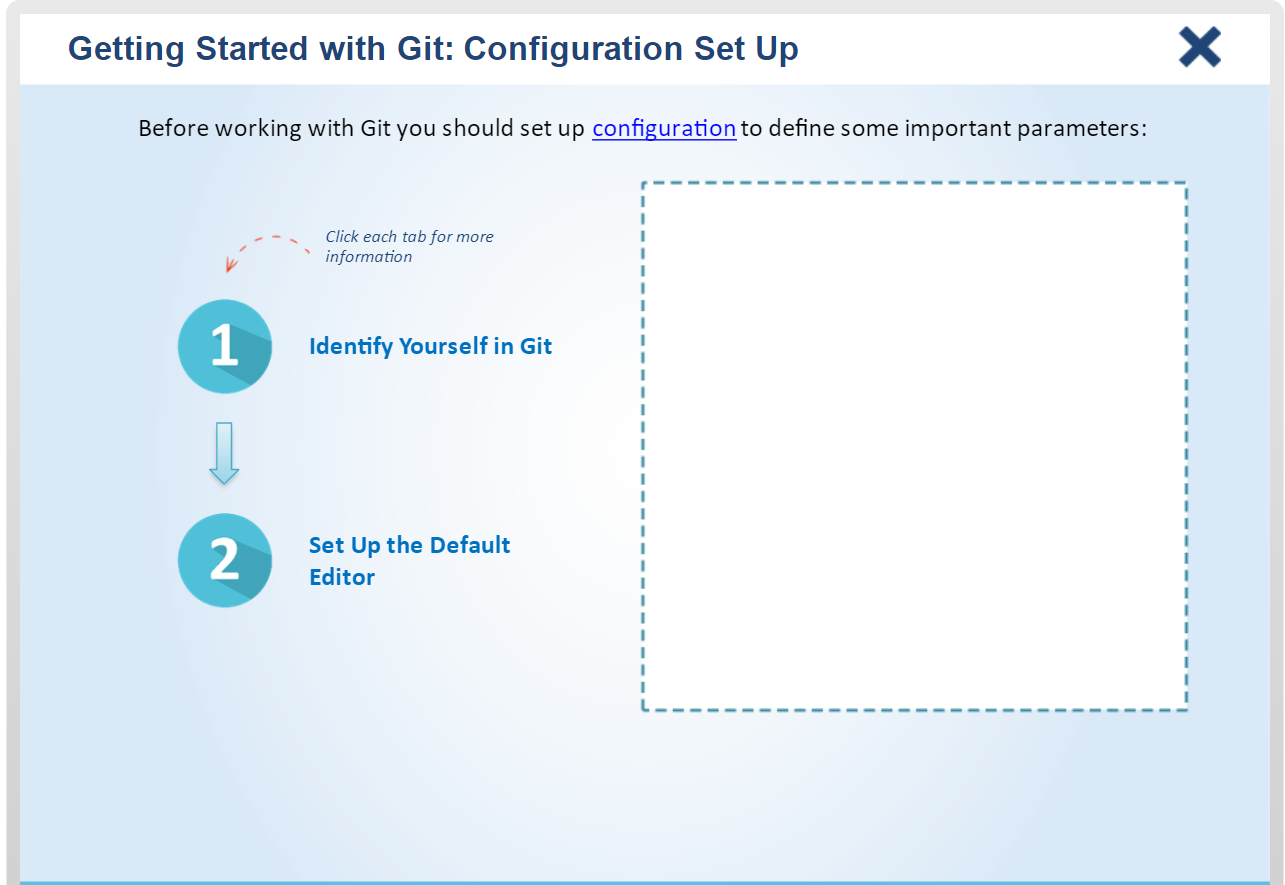 Getting Started with Git: Configuration Set Up
Before working with Git you should set up configuration to define some important parameters:
Click each tab for more
information
1
Identify Yourself in Git
2
Set Up the Default
Editor